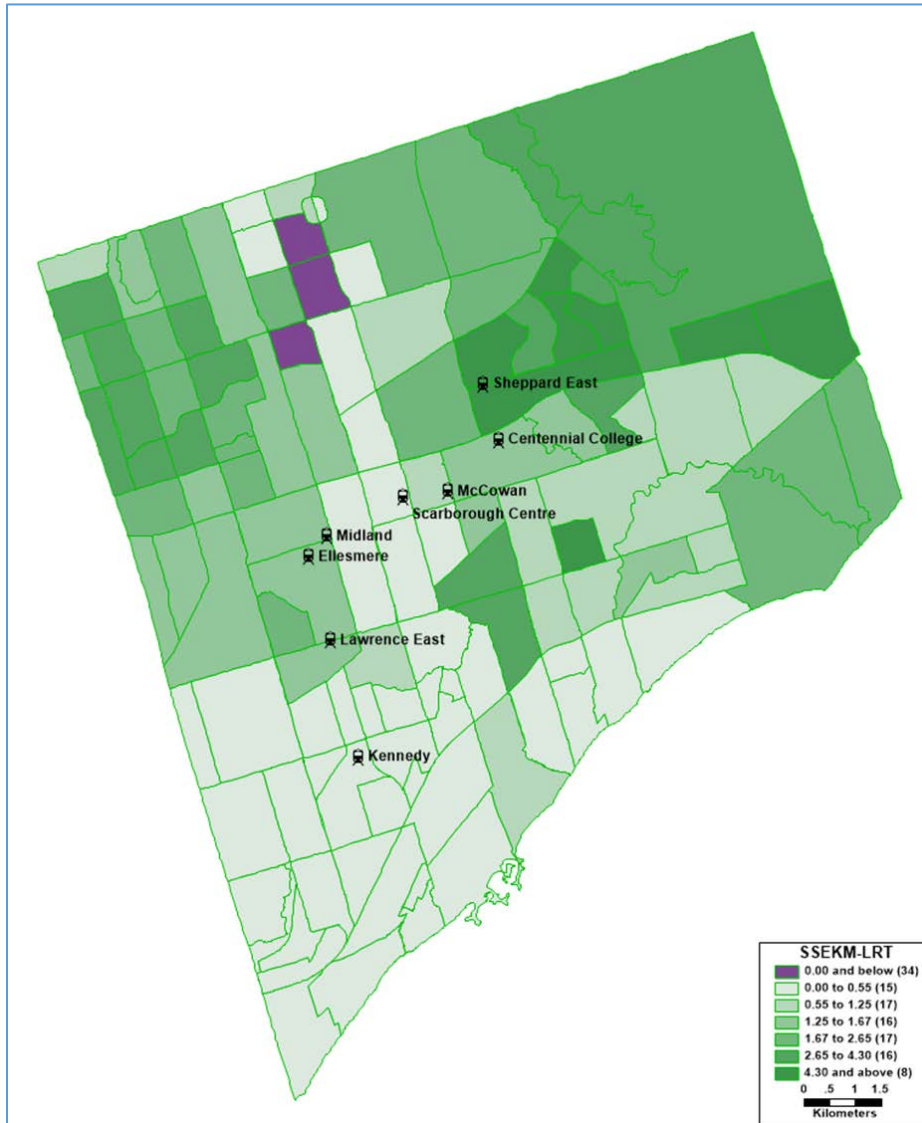 Sheppard East
Centennial College
McCowan
Scarborough Centre
Midland
Ellesmere
Lawrence East
Kennedy
SSEKM-LRT
0.00 and below (34)
0.00 to 0.55 (15)
0.55 to 1.25 (17)
1.25 to 1.67 (16)
1.67 to 2.65 (17)
2.65 to 4.30 (16)
4.30 and above (8)
0 .5 1 1.5
Kilometers